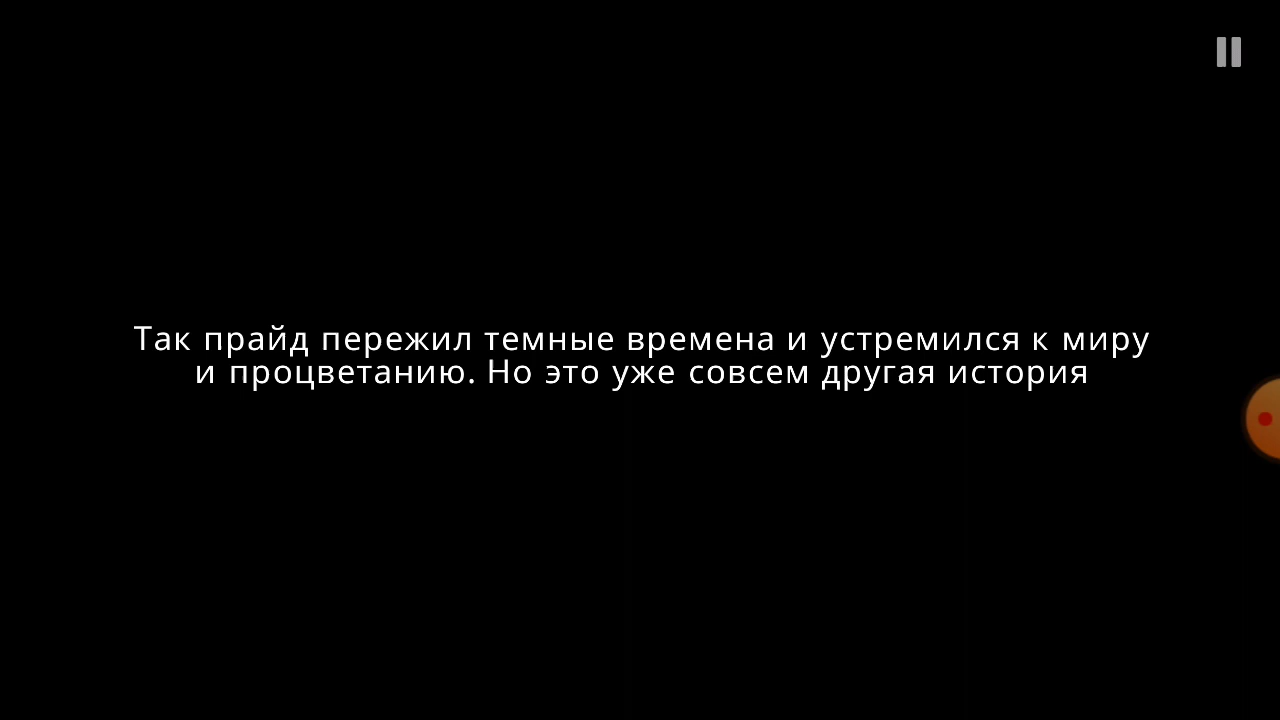 Так прайд пережил темные времена и устремился к миру
и процветанию. Но это уже совсем другая история